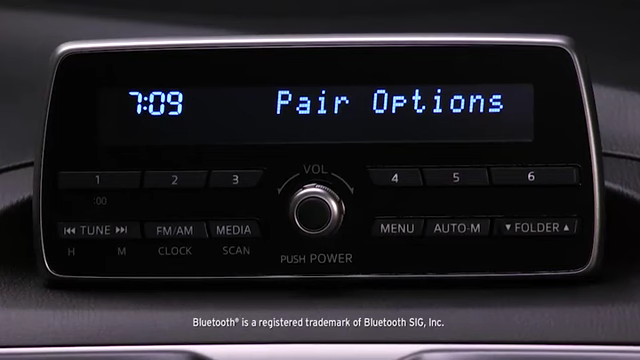 7:09 Pair Options
VOL
1 2 3 4 5 6
:00
⏮ TUNE ⏭ FM/AM MEDIA MENU AUTO-M ▼ FOLDER ▲
H M CLOCK SCAN
PUSH POWER
Bluetooth® is a registered trademark of Bluetooth SIG, Inc.